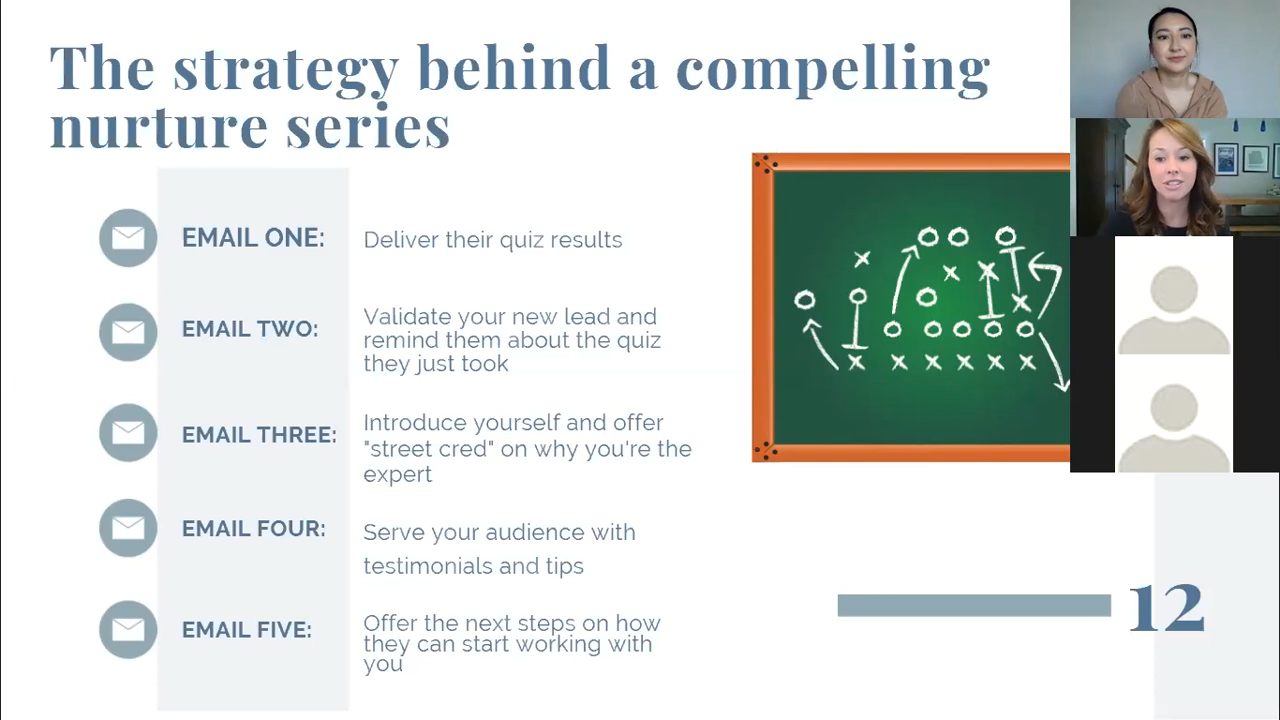 The strategy behind a compelling
nurture series
EMAIL ONE:
Deliver their quiz results
EMAIL TWO:
Validate your new lead and
remind them about the quiz
they just took
EMAIL THREE:
Introduce yourself and offer
"street cred" on why you're the
expert
EMAIL FOUR:
Serve your audience with
testimonials and tips
EMAIL FIVE:
Offer the next steps on how
they can start working with
you
12